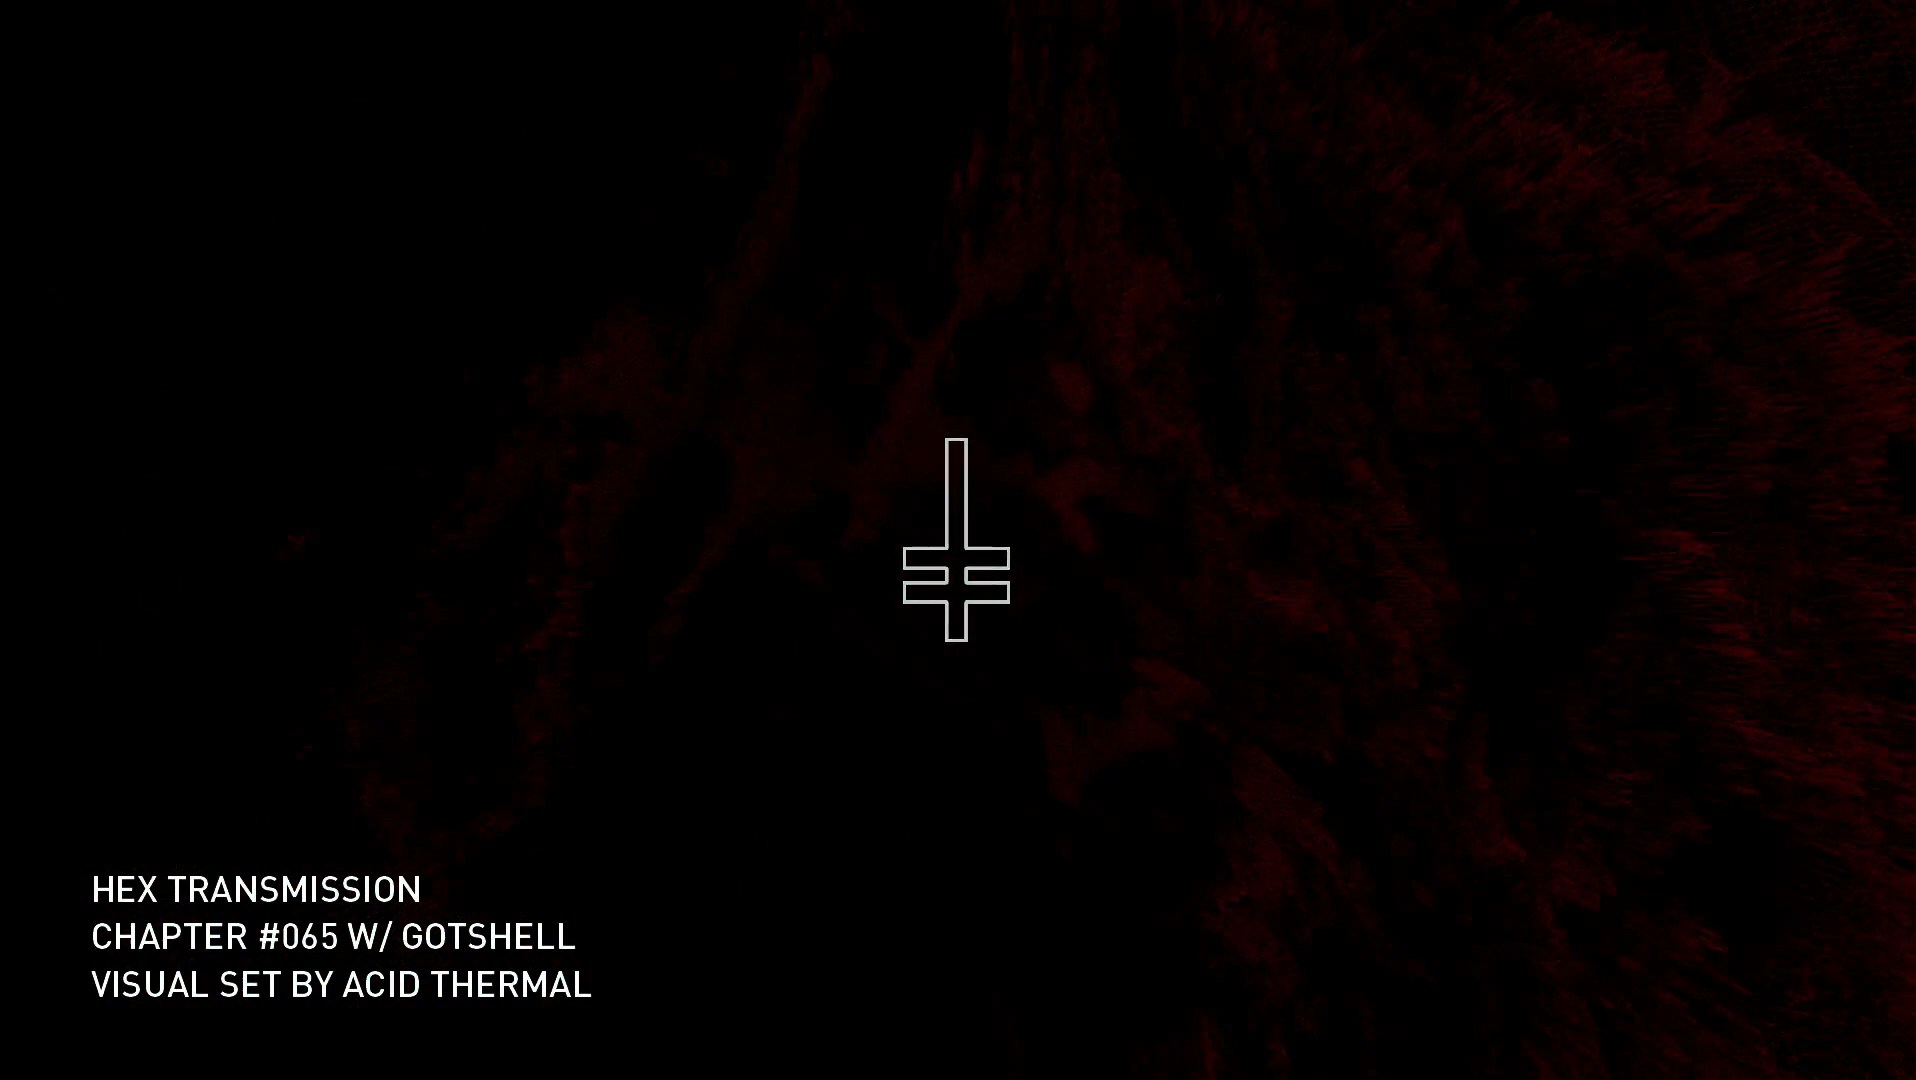 HEX TRANSMISSION
CHAPTER #065 W/ GOTSHELL
VISUAL SET BY ACID THERMAL